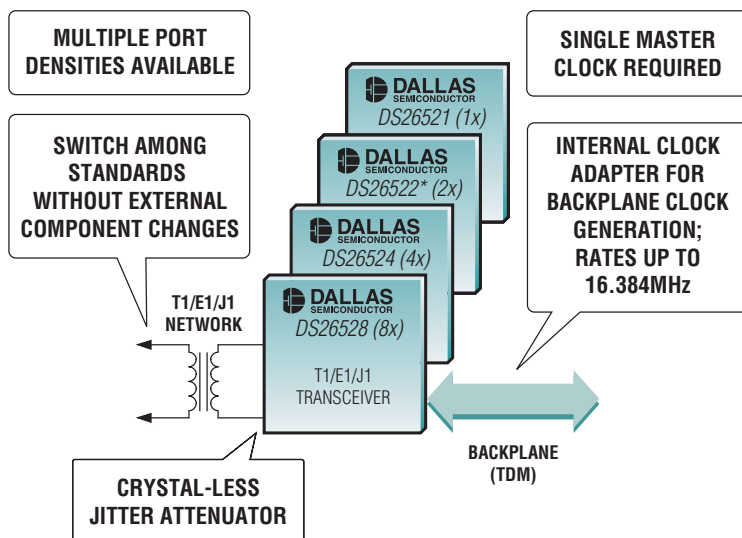 MULTIPLE PORT
DENSITIES AVAILABLE
SINGLE MASTER
CLOCK REQUIRED
SWITCH AMONG
STANDARDS
WITHOUT EXTERNAL
COMPONENT CHANGES
DALLAS
SEMICONDUCTOR
DS26521 (1x)
DALLAS
SEMICONDUCTOR
DS26522* (2x)
DALLAS
SEMICONDUCTOR
DS26524 (4x)
DALLAS
SEMICONDUCTOR
DS26528 (8x)
T1/E1/J1
TRANSCEIVER
INTERNAL CLOCK
ADAPTER FOR
BACKPLANE CLOCK
GENERATION;
RATES UP TO
16.384MHz
T1/E1/J1
NETWORK
BACKPLANE
(TDM)
CRYSTAL-LESS
JITTER ATTENUATOR